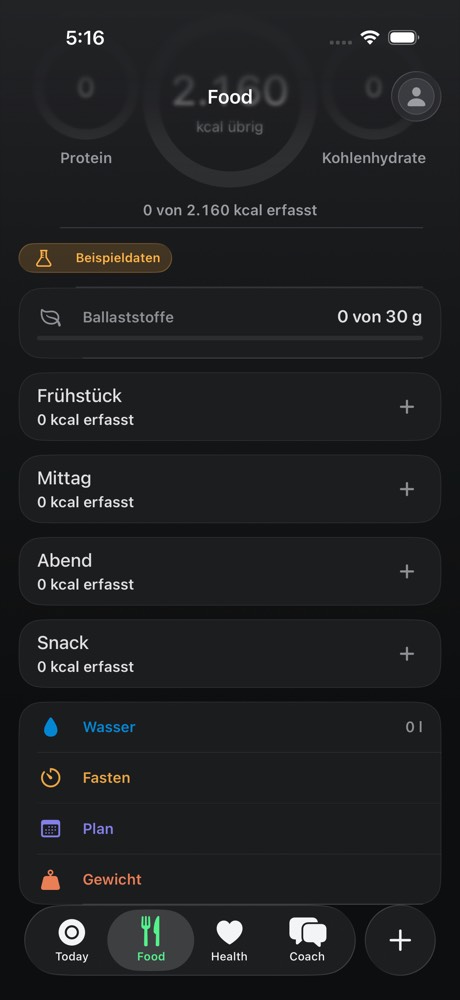 5:16
0
2.160
0
Food
kcal übrig
Protein
Kohlenhydrate
0 von 2.160 kcal erfasst
Beispieldaten
Ballaststoffe
0 von 30 g
Frühstück
0 kcal erfasst
Mittag
0 kcal erfasst
Abend
0 kcal erfasst
Snack
0 kcal erfasst
Wasser
0 l
Fasten
Plan
Gewicht
Today
Food
Health
Coach